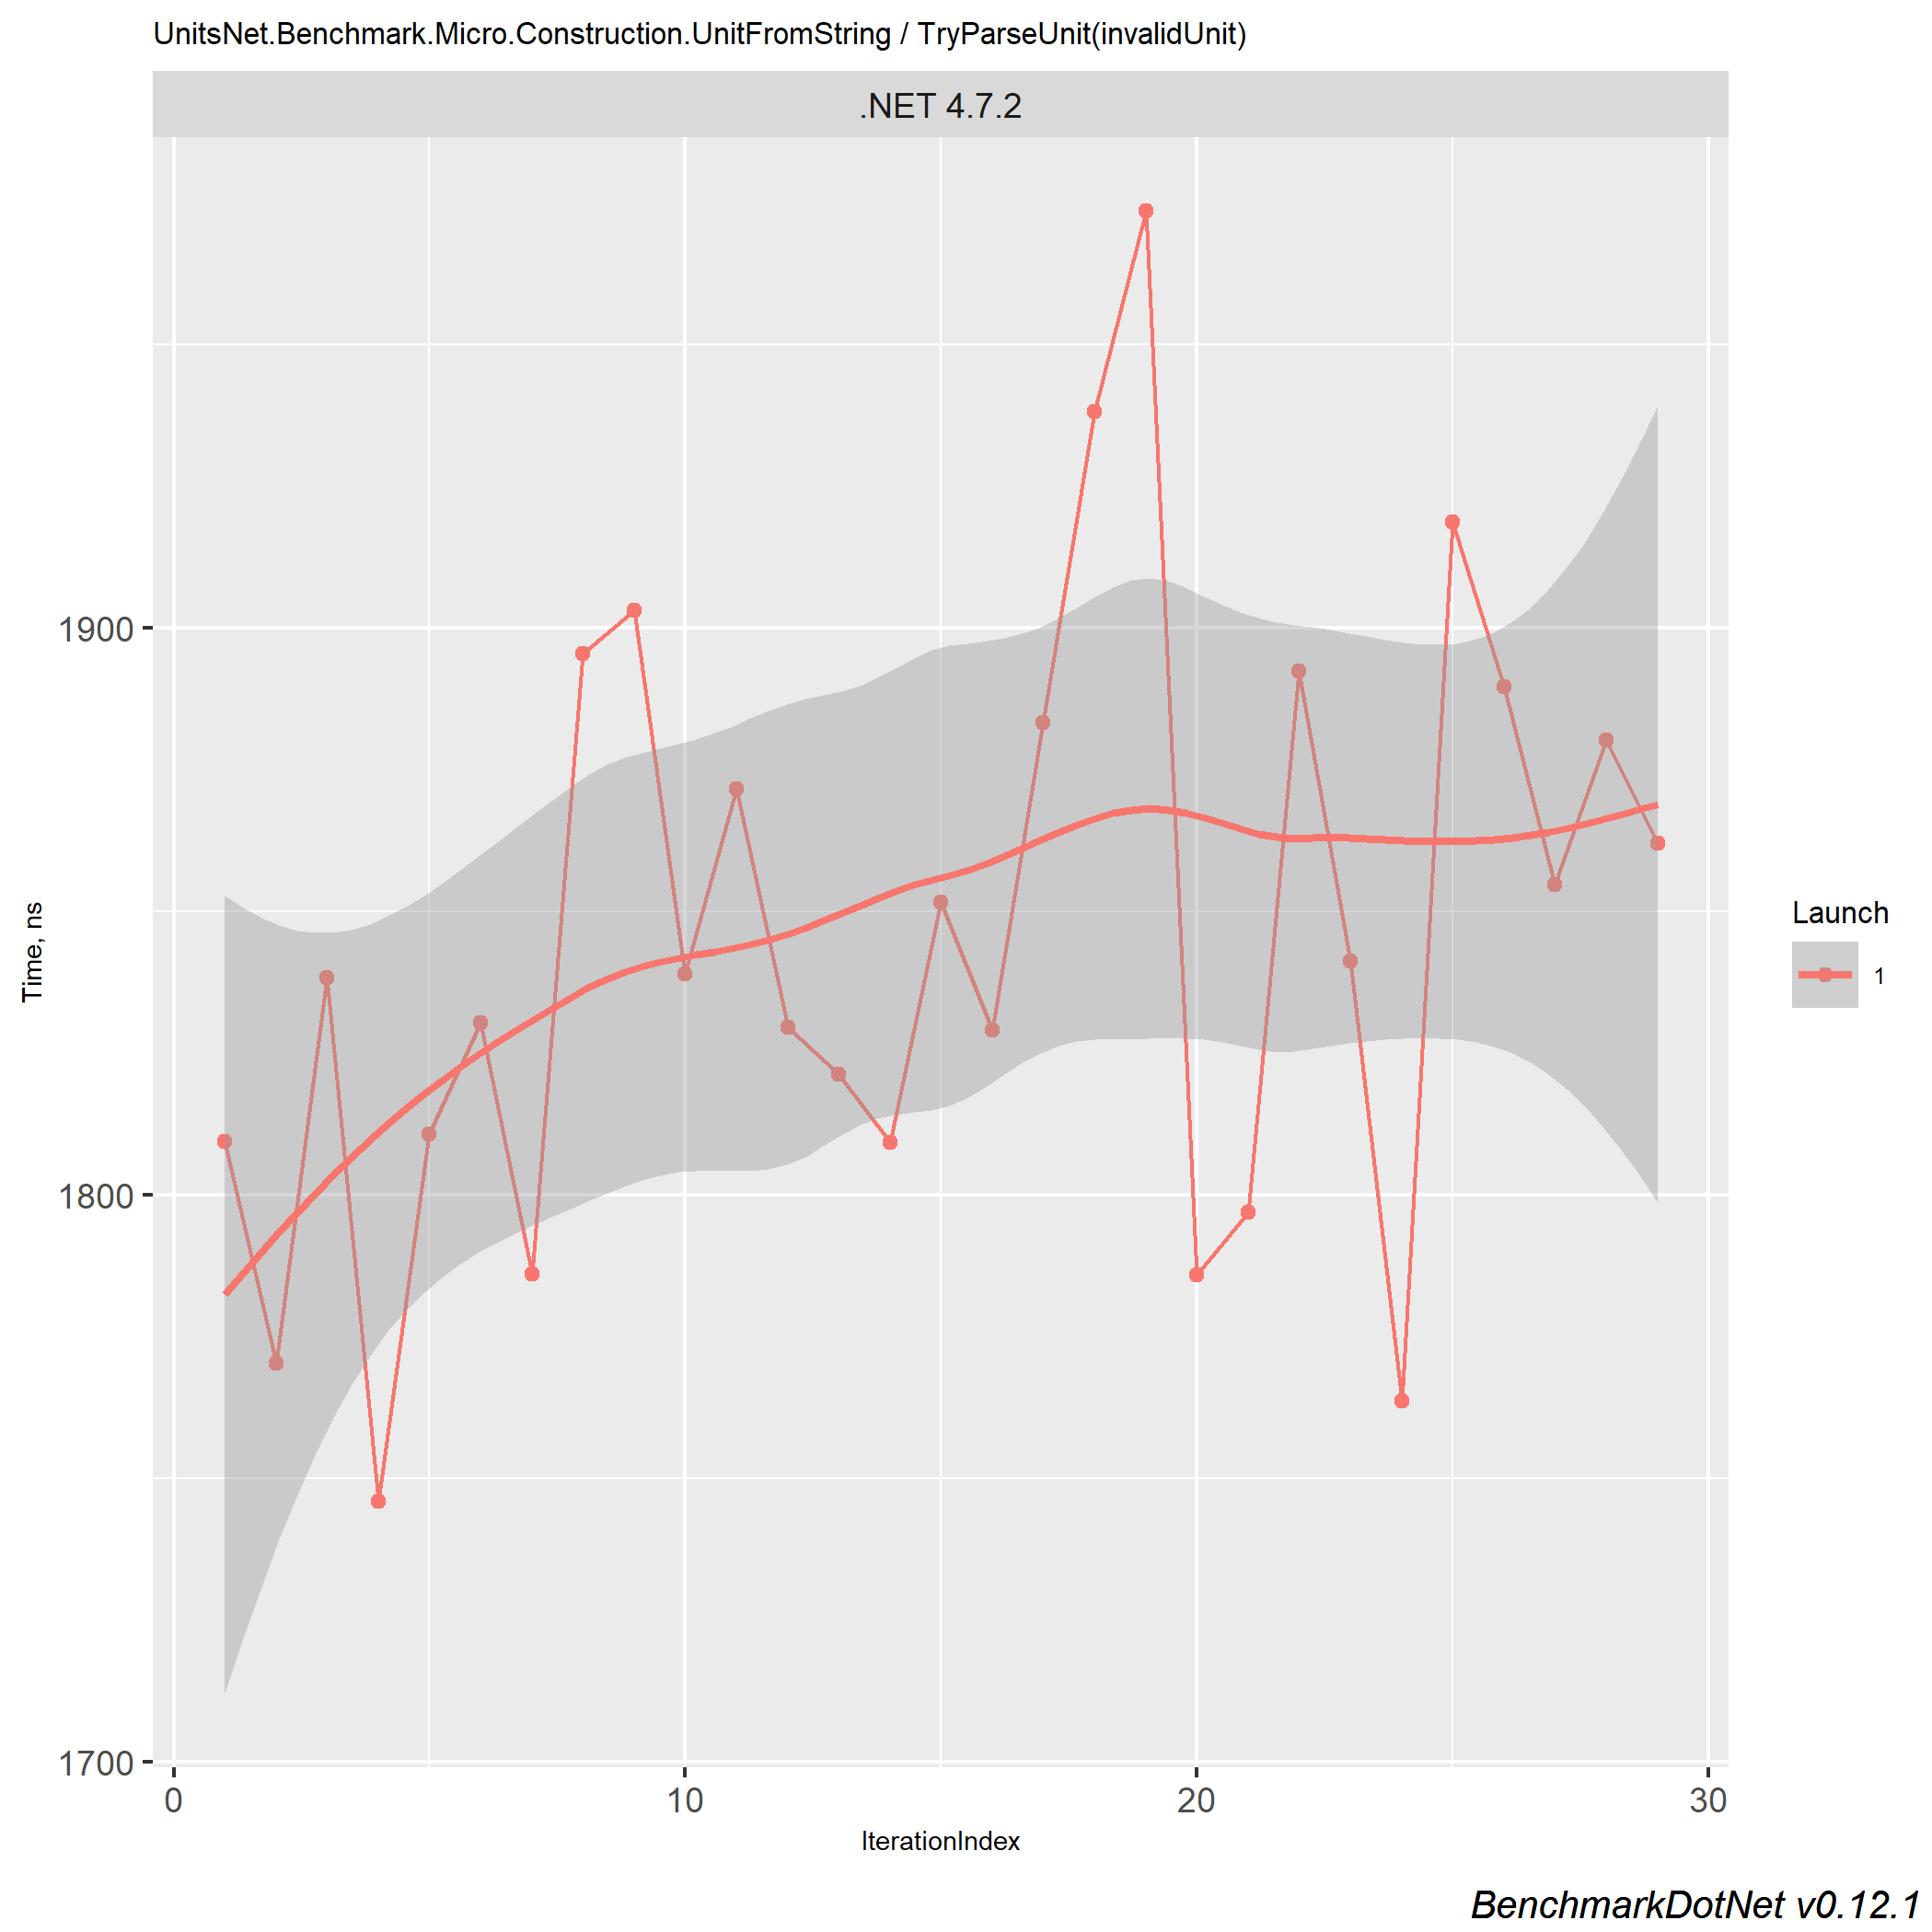 UnitsNet.Benchmark.Micro.Construction.UnitFromString / TryParseUnit(invalidUnit)
.NET 4.7.2
1900
1800
1700
Time, ns
0 10 20 30
IterationIndex
Launch
1
BenchmarkDotNet v0.12.1